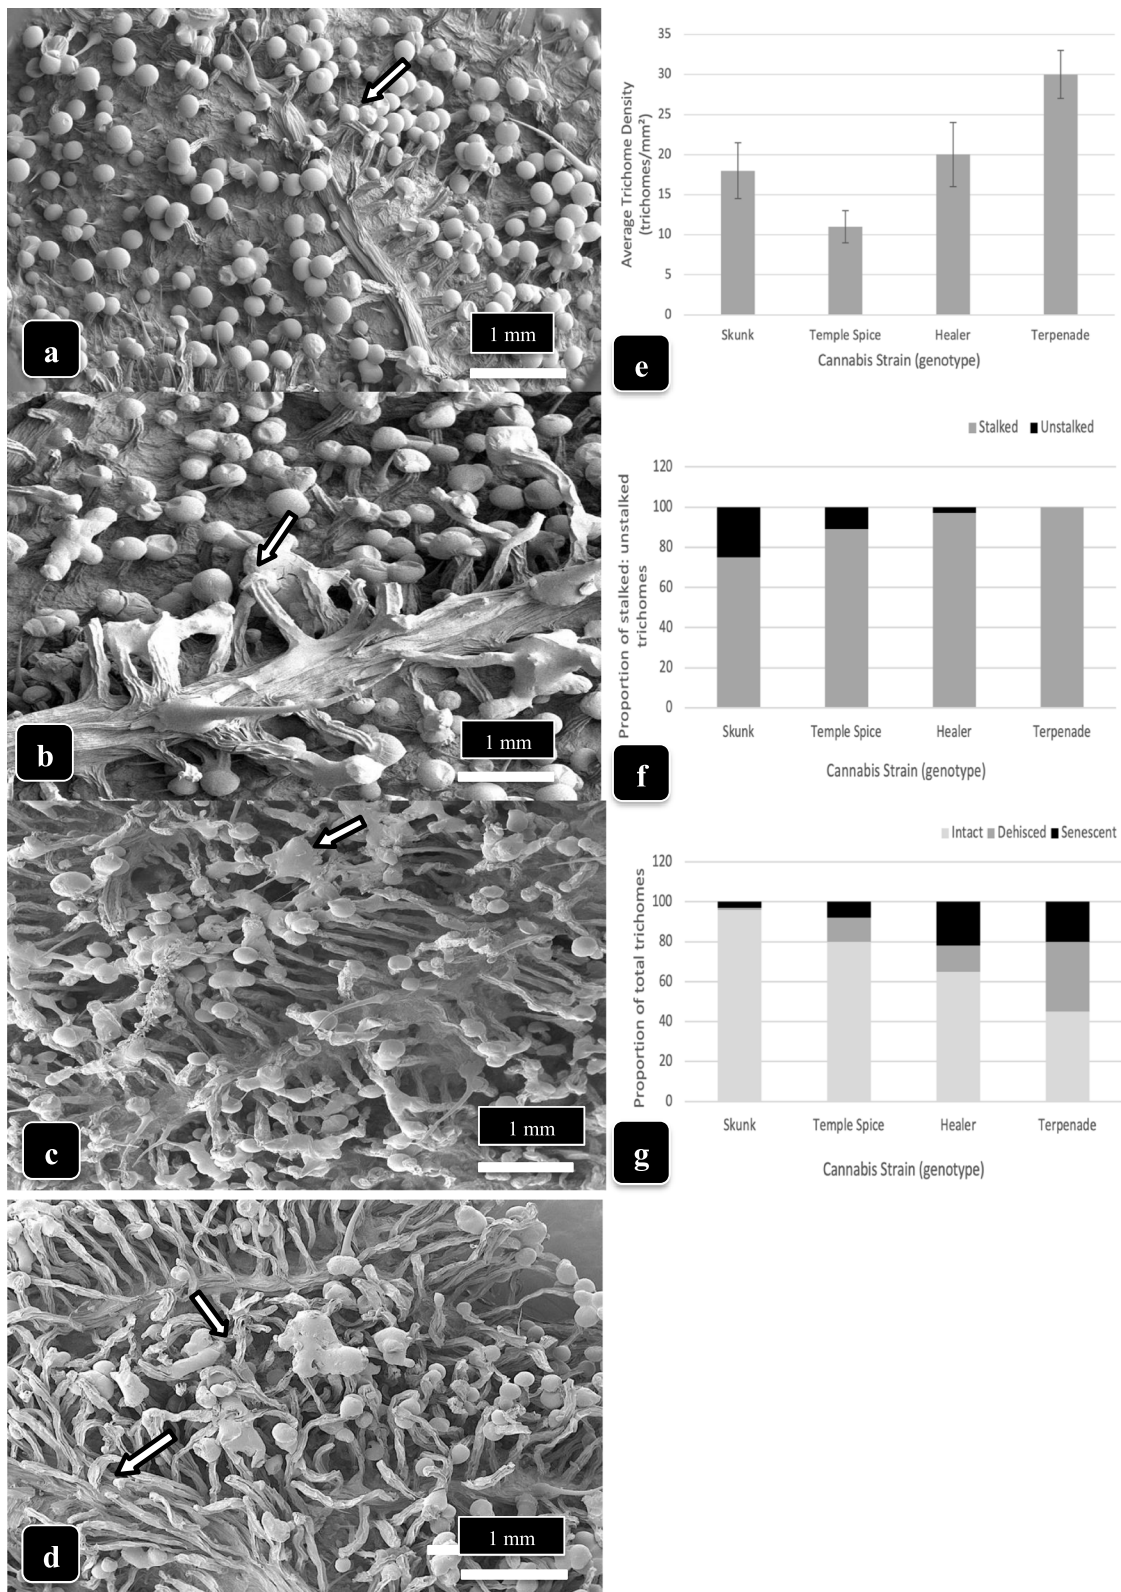 a
1 mm
b
1 mm
c
1 mm
d
1 mm
Average Trichome Density
(trichomes/mm²)
35
30
25
20
15
10
5
0
Skunk Temple Spice Healer Terpenade
Cannabis Strain (genotype)
e
Stalked Unstalked
Proportion of stalked: unstalked
trichomes
120
100
80
60
40
20
0
Skunk Temple Spice Healer Terpenade
Cannabis Strain (genotype)
f
Intact Dehisced Senescent
Proportion of total trichomes
120
100
80
60
40
20
0
Skunk Temple Spice Healer Terpenade
Cannabis Strain (genotype)
g